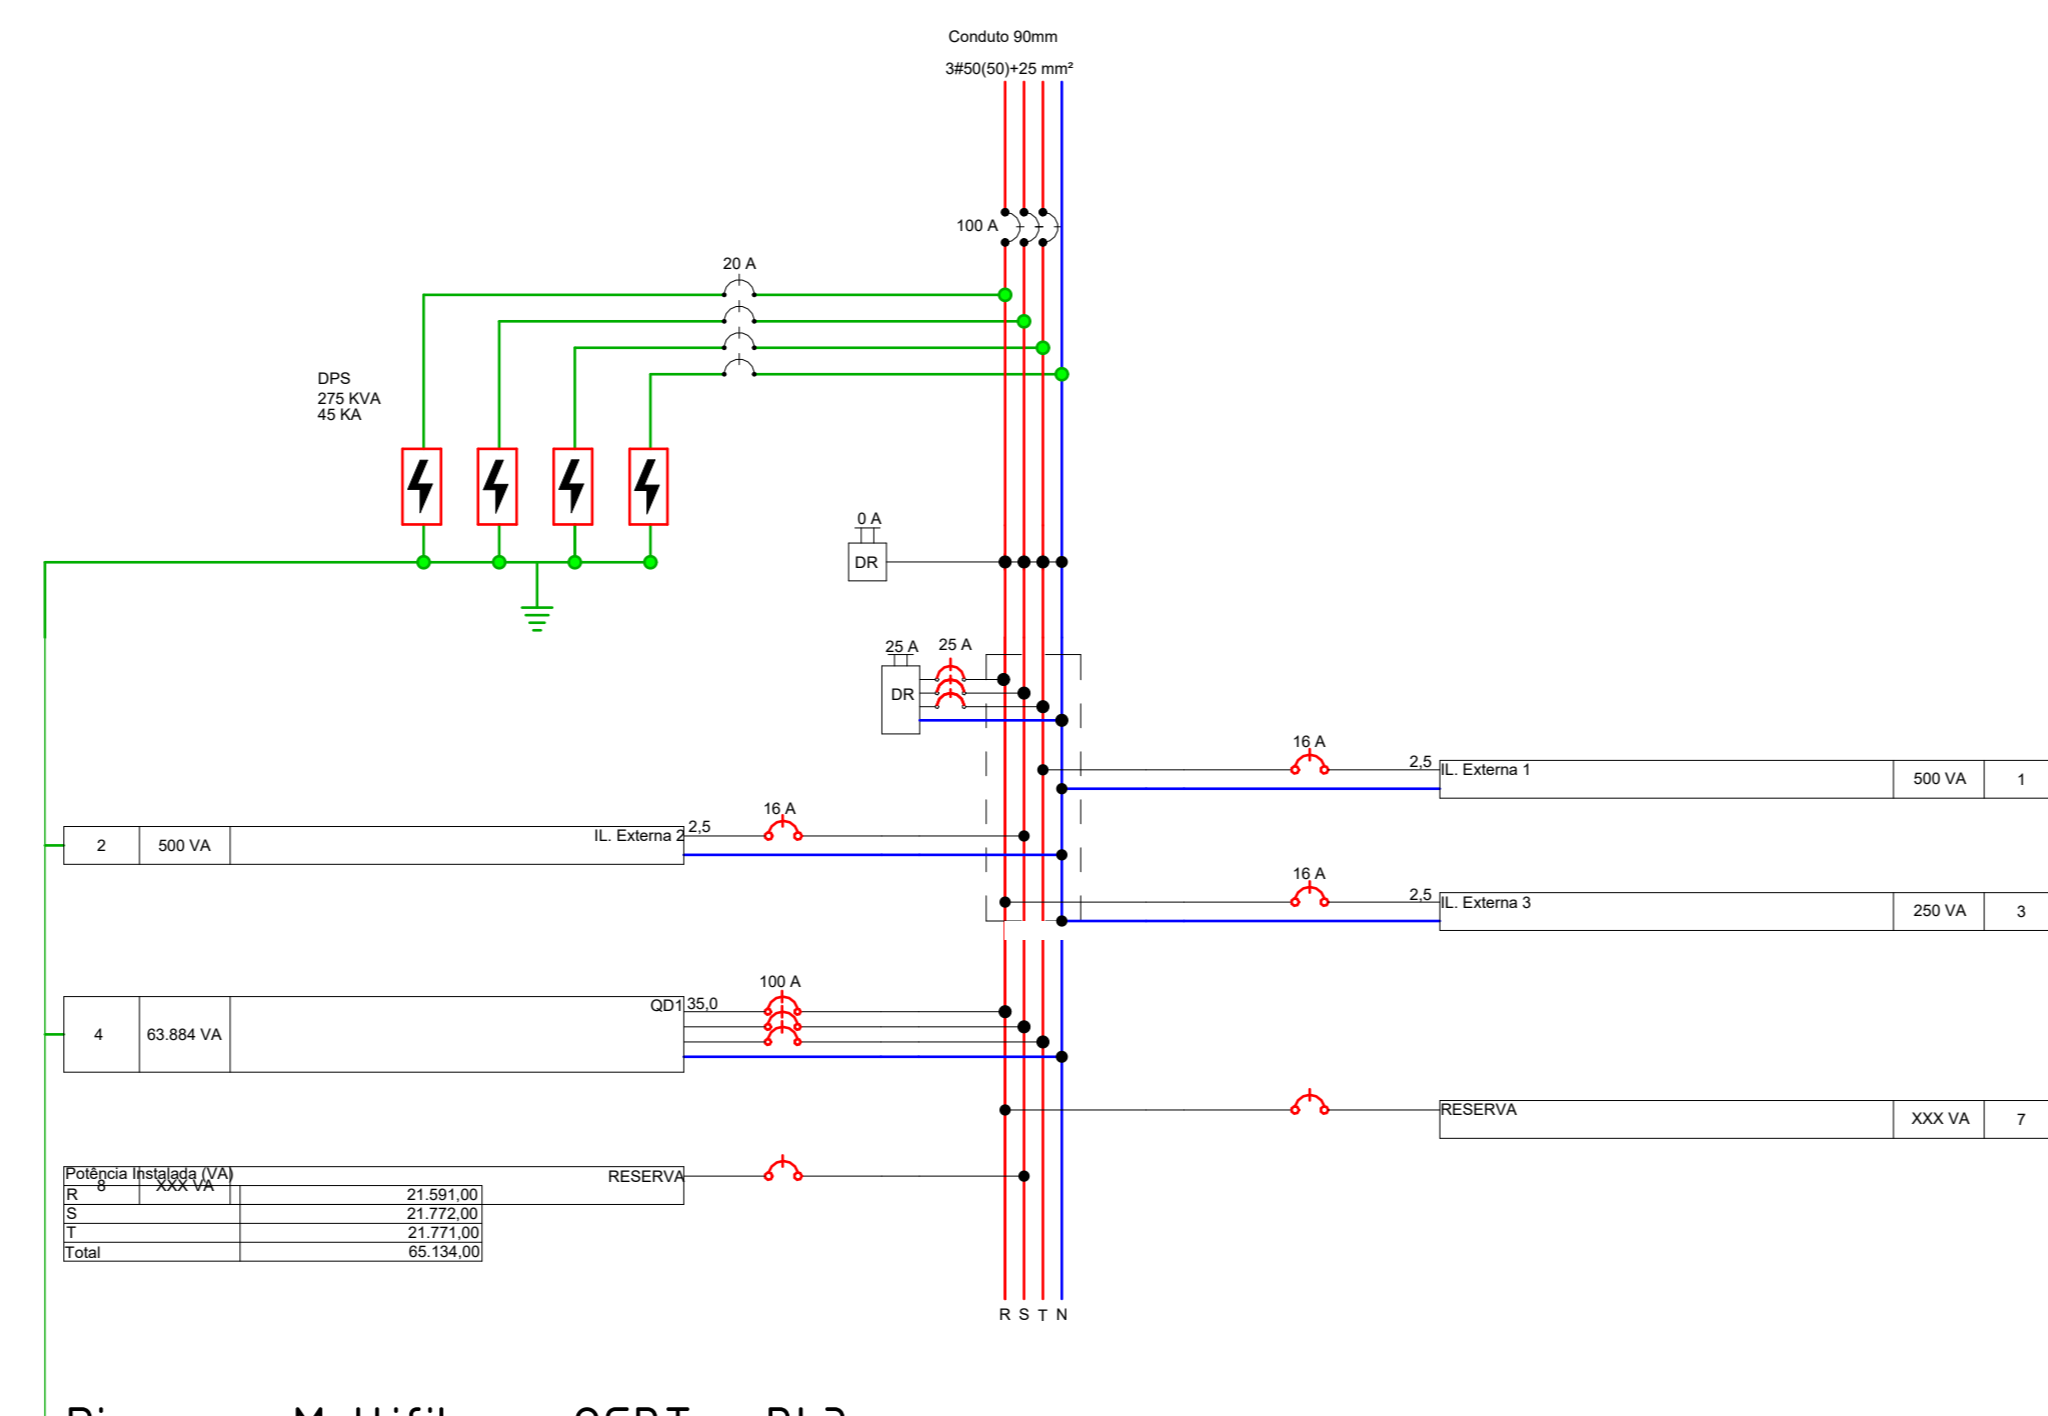 Conduto 90mm
3#50(50)+25 mm²
100 A
20 A
DPS
275 KVA
45 KA
0 A
DR
25 A
25 A
DR
16 A
2,5
IL. Externa 1
500 VA
1
16 A
2
500 VA
IL. Externa 2
2,5
16 A
2,5
IL. Externa 3
250 VA
3
100 A
4
63.884 VA
QD1
35,0
RESERVA
XXX VA
7
8
XXX VA
RESERVA
Potência Instalada (VA)
R 21.591,00
S 21.772,00
T 21.771,00
Total 65.134,00
R S T N